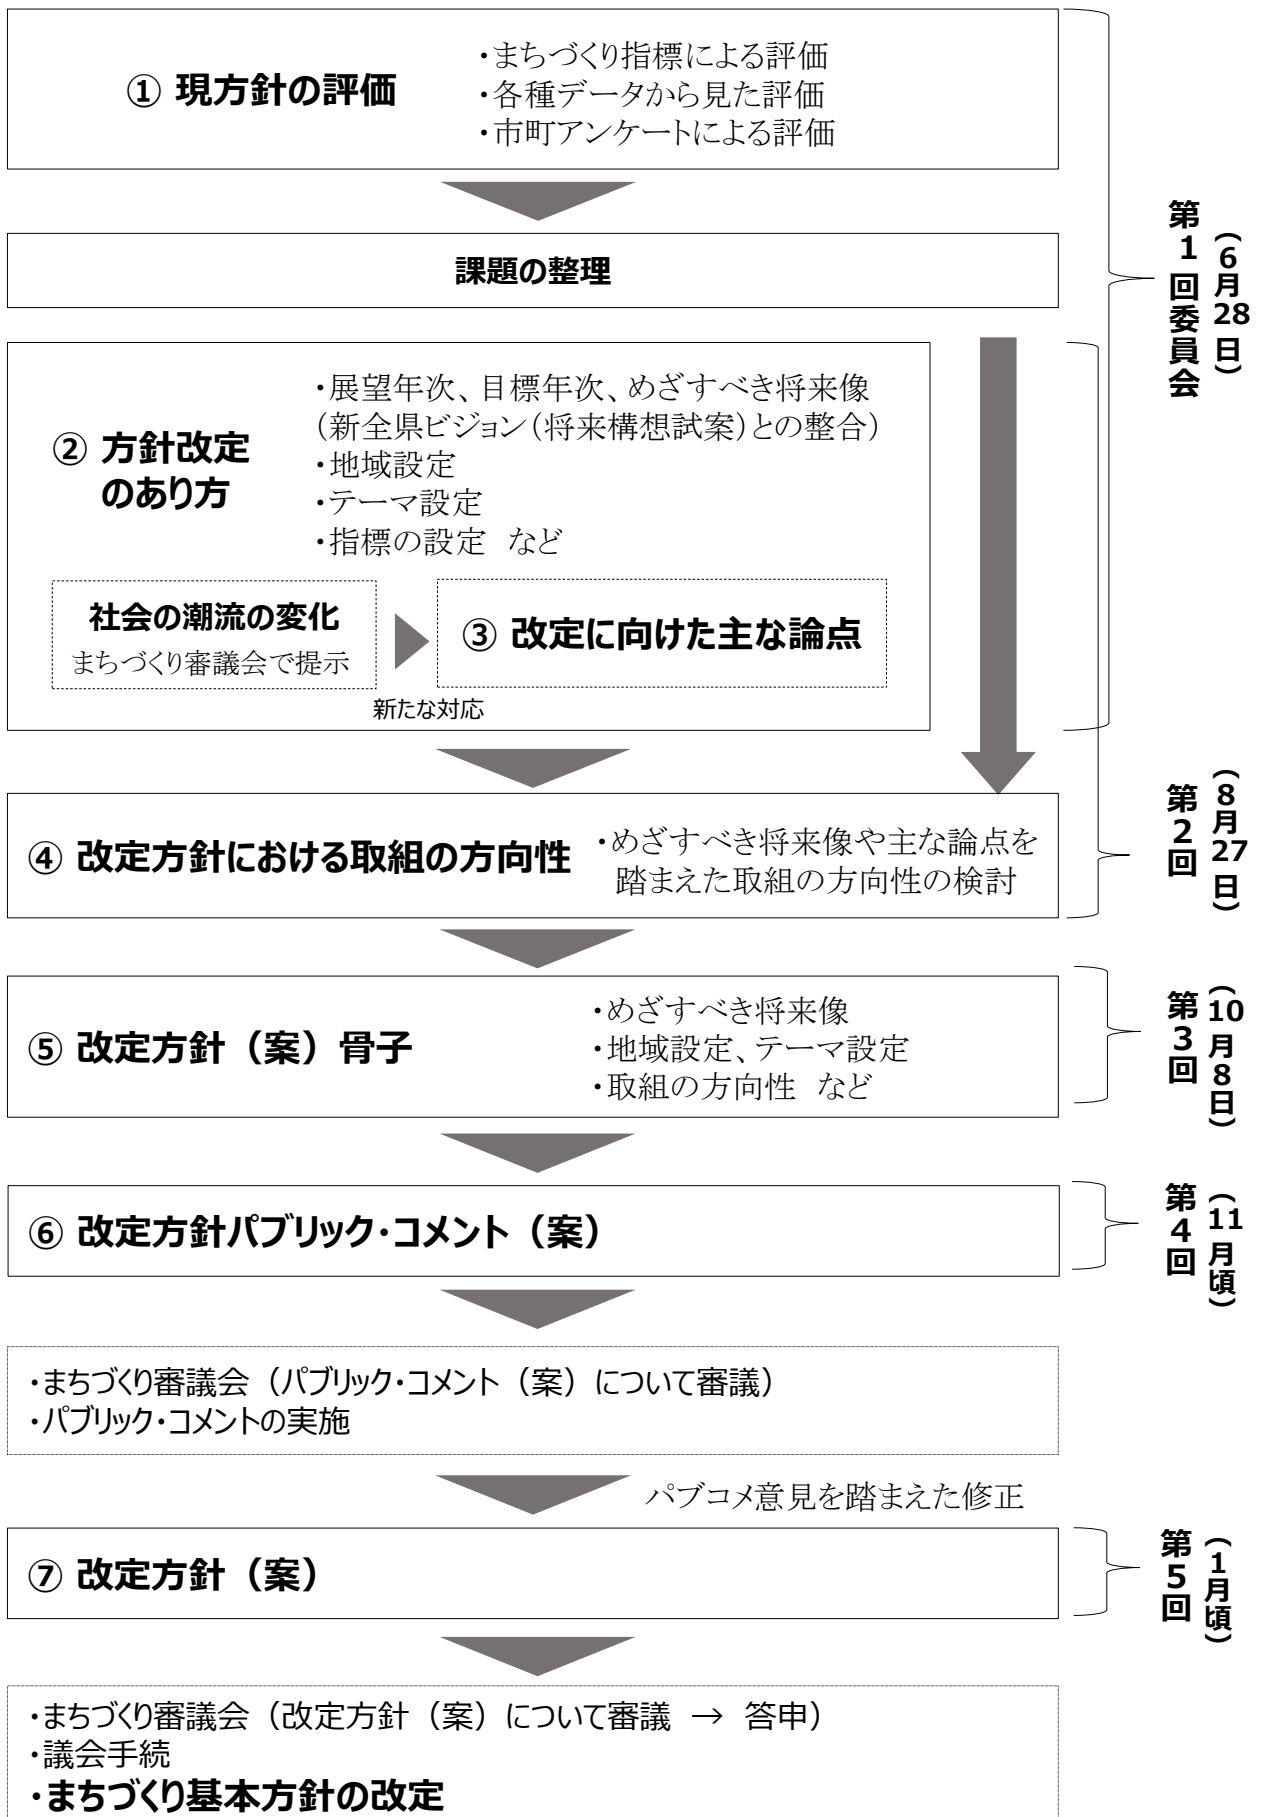 ① 現方針の評価
・まちづくり指標による評価
・各種データから見た評価
・市町アンケートによる評価
課題の整理
第1回委員会
(6月28日)
② 方針改定
のあり方
・展望年次、目標年次、めざすべき将来像
(新全県ビジョン(将来構想試案)との整合)
・地域設定
・テーマ設定
・指標の設定 など
社会の潮流の変化
まちづくり審議会で提示
新たな対応
③ 改定に向けた主な論点
④ 改定方針における取組の方向性
・めざすべき将来像や主な論点を
踏まえた取組の方向性の検討
第2回
(8月27日)
⑤ 改定方針（案）骨子
・めざすべき将来像
・地域設定、テーマ設定
・取組の方向性 など
第3回
(10月8日)
⑥ 改定方針パブリック・コメント（案）
第4回
(11月頃)
・まちづくり審議会（パブリック・コメント（案）について審議）
・パブリック・コメントの実施
パブコメ意見を踏まえた修正
⑦ 改定方針（案）
第5回
(1月頃)
・まちづくり審議会（改定方針（案）について審議 → 答申）
・議会手続
・まちづくり基本方針の改定